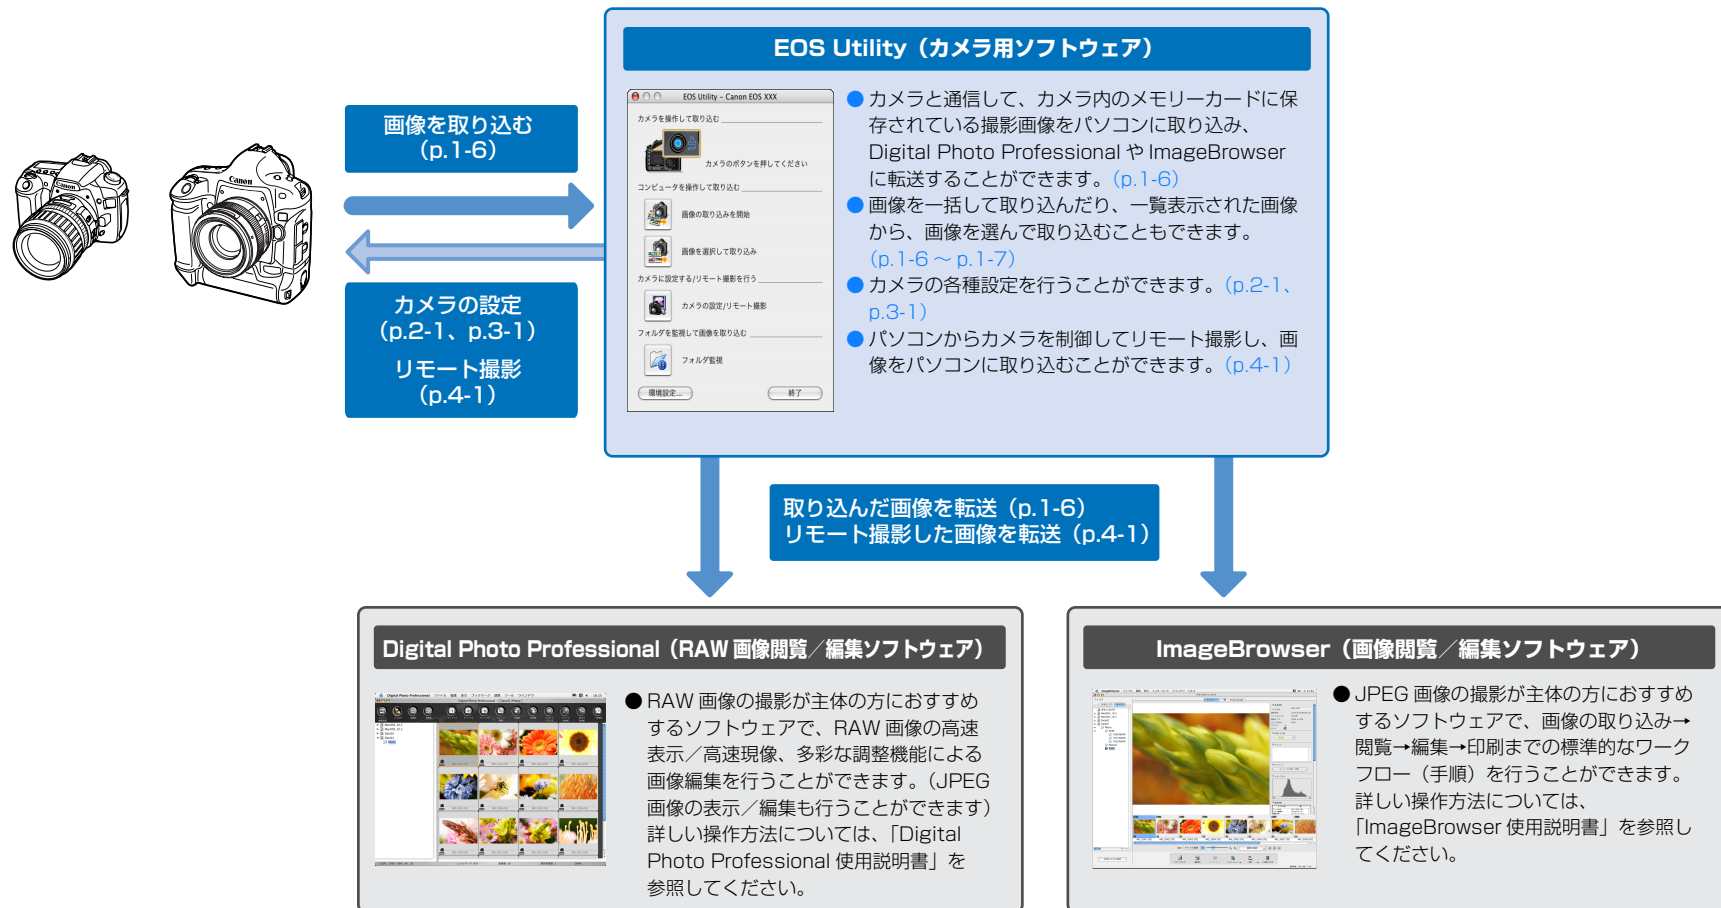 EOS Utility（カメラ用ソフトウェア）
画像を取り込む
（p.1-6）
カメラの設定
（p.2-1、p.3-1）
リモート撮影
（p.4-1）
Canon
Canon
EOS Utility - Canon EOS XXX
カメラを操作して取り込む
カメラのボタンを押してください
コンピュータを操作して取り込む
画像の取り込みを開始
画像を選択して取り込み
カメラに設定する/リモート撮影を行う
カメラの設定/リモート撮影
フォルダを監視して画像を取り込む
フォルダ監視
環境設定...
終了
● カメラと通信して、カメラ内のメモリーカードに保
存されている撮影画像をパソコンに取り込み、
Digital Photo Professional や ImageBrowser
に転送することができます。（p.1-6）
● 画像を一括して取り込んだり、一覧表示された画像
から、画像を選んで取り込むこともできます。
（p.1-6 ～ p.1-7）
● カメラの各種設定を行うことができます。（p.2-1、
p.3-1）
● パソコンからカメラを制御してリモート撮影し、画
像をパソコンに取り込むことができます。（p.4-1）
取り込んだ画像を転送（p.1-6）
リモート撮影した画像を転送（p.4-1）
Digital Photo Professional（RAW 画像閲覧／編集ソフトウェア）
● RAW 画像の撮影が主体の方におすすめ
するソフトウェアで、RAW 画像の高速
表示／高速現像、多彩な調整機能による
画像編集を行うことができます。（JPEG
画像の表示／編集も行うことができます）
詳しい操作方法については、「Digital
Photo Professional 使用説明書」を
参照してください。
ImageBrowser（画像閲覧／編集ソフトウェア）
● JPEG 画像の撮影が主体の方におすすめ
するソフトウェアで、画像の取り込み→
閲覧→編集→印刷までの標準的なワーク
フロー（手順）を行うことができます。
詳しい操作方法については、
「ImageBrowser 使用説明書」を参照し
てください。